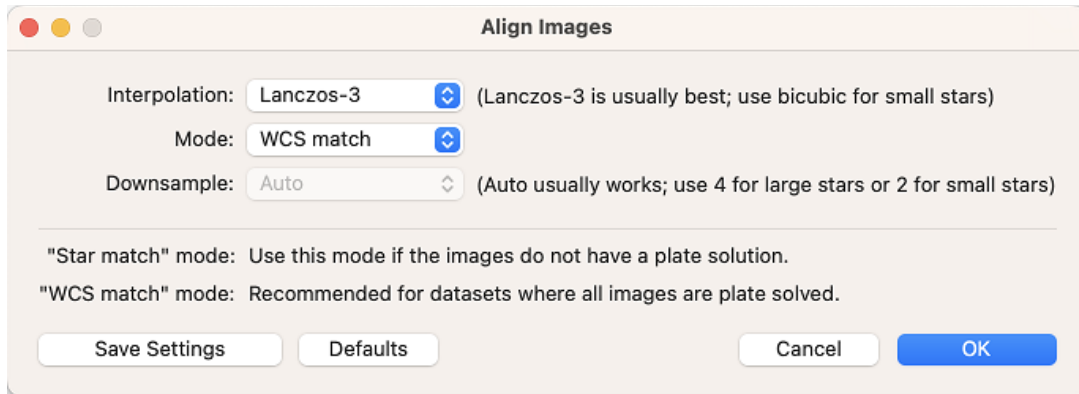 Align Images
Interpolation: Lanczos-3 (Lanczos-3 is usually best; use bicubic for small stars)
Mode: WCS match
Downsample: Auto (Auto usually works; use 4 for large stars or 2 for small stars)
"Star match" mode: Use this mode if the images do not have a plate solution.
"WCS match" mode: Recommended for datasets where all images are plate solved.
Save Settings Defaults Cancel OK